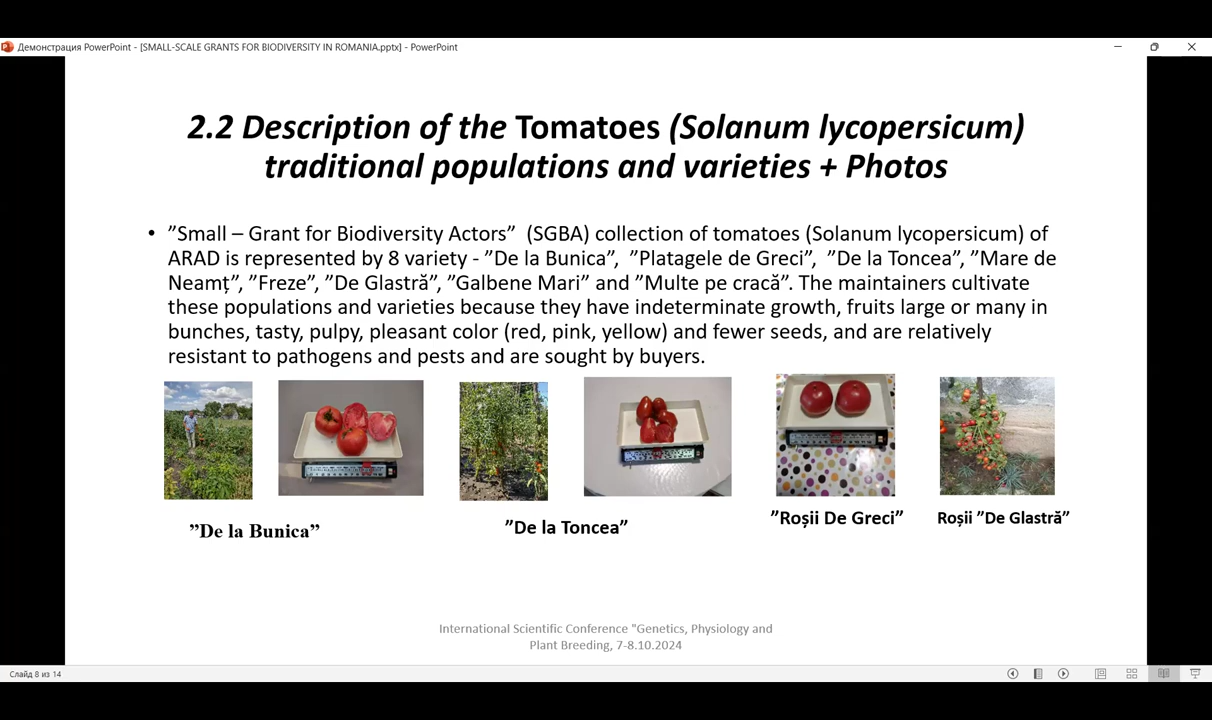 Демонстрация PowerPoint - [SMALL-SCALE GRANTS FOR BIODIVERSITY IN ROMANIA.pptx] - PowerPoint
2.2 Description of the Tomatoes (Solanum lycopersicum)
traditional populations and varieties + Photos
• ”Small – Grant for Biodiversity Actors” (SGBA) collection of tomatoes (Solanum lycopersicum) of
ARAD is represented by 8 variety - ”De la Bunica”, ”Platagele de Greci”, ”De la Toncea”, ”Mare de
Neamț”, ”Freze”, ”De Glastră”, ”Galbene Mari” and ”Multe pe cracă”. The maintainers cultivate
these populations and varieties because they have indeterminate growth, fruits large or many in
bunches, tasty, pulpy, pleasant color (red, pink, yellow) and fewer seeds, and are relatively
resistant to pathogens and pests and are sought by buyers.
”De la Bunica”
”De la Toncea”
”Roșii De Greci”
Roșii ”De Glastră”
International Scientific Conference "Genetics, Physiology and
Plant Breeding, 7-8.10.2024
Слайд 8 из 14